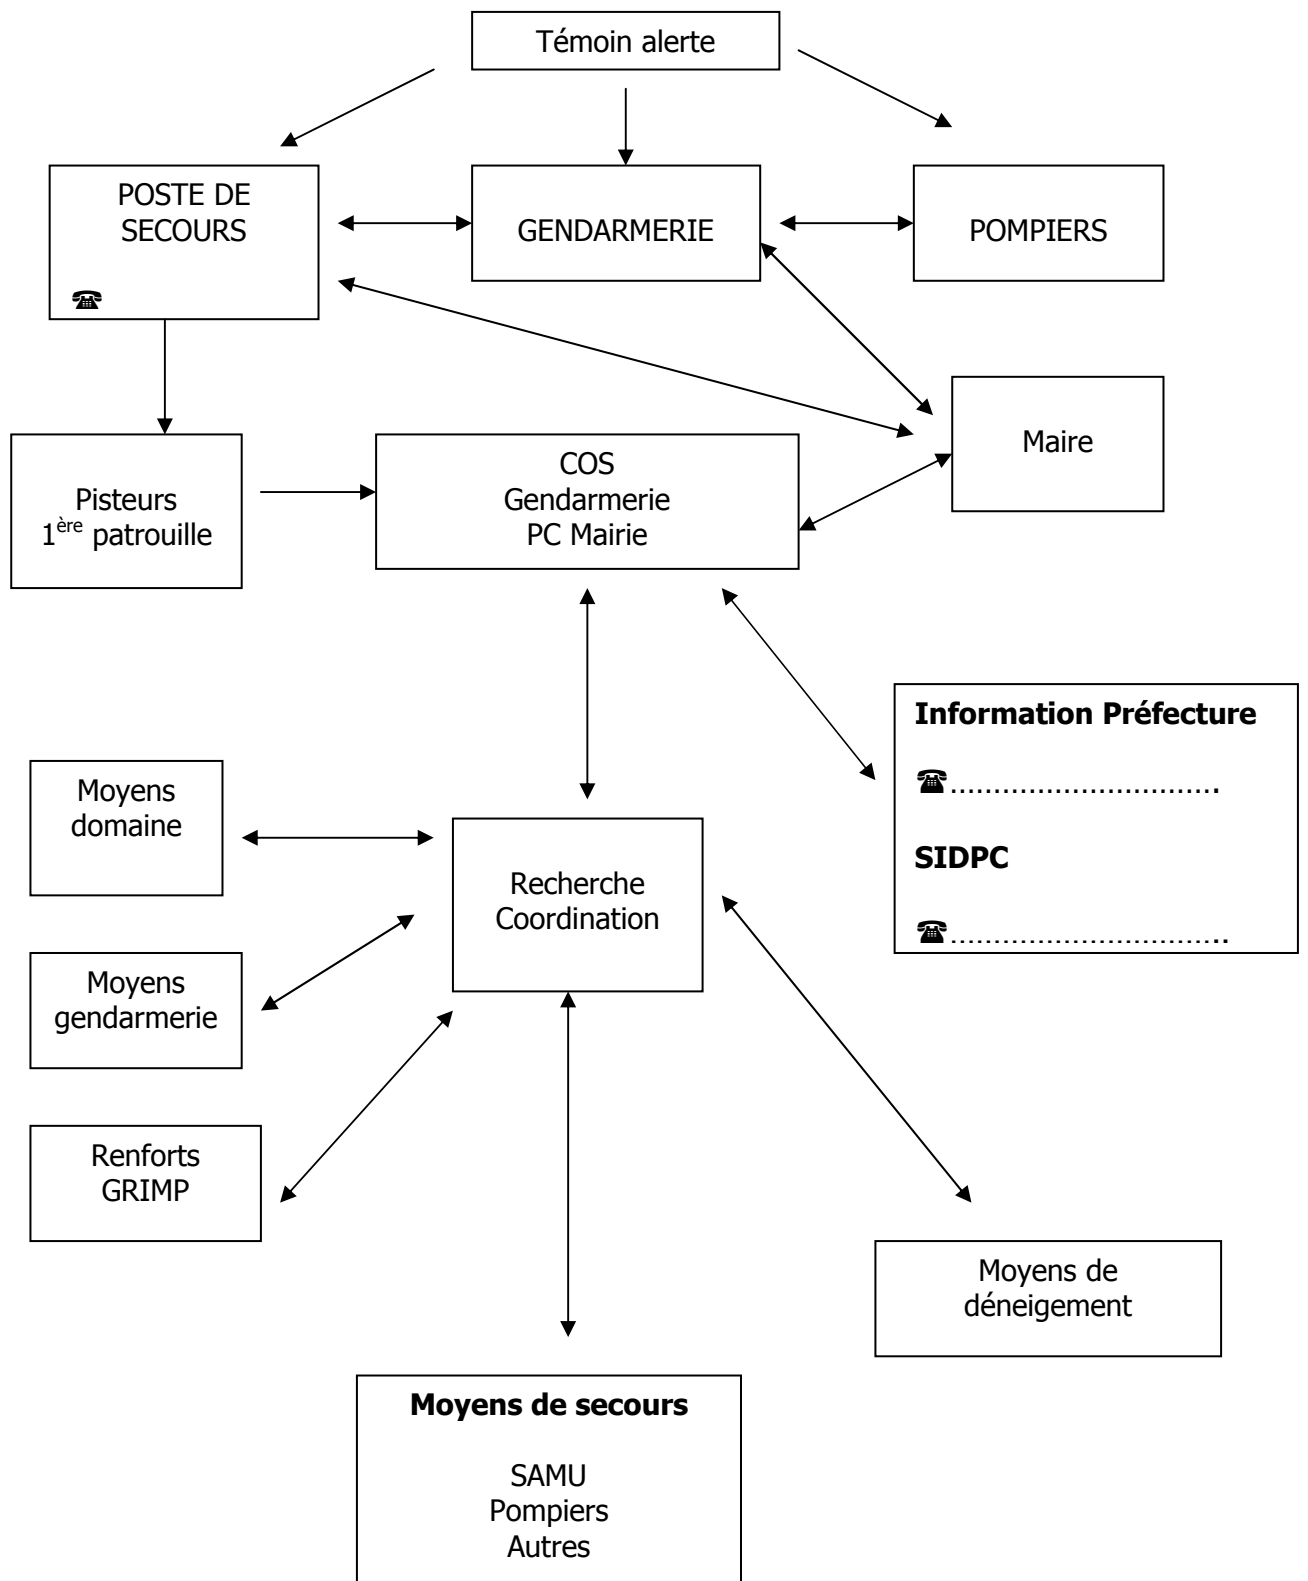 Témoin alerte
POSTE DE
SECOURS
☎
GENDARMERIE
POMPIERS
Maire
Pisteurs
1ère patrouille
COS
Gendarmerie
PC Mairie
Information Préfecture
☎...............................
SIDPC
☎................................
Moyens
domaine
Recherche
Coordination
Moyens
gendarmerie
Renforts
GRIMP
Moyens de
déneigement
Moyens de secours
SAMU
Pompiers
Autres